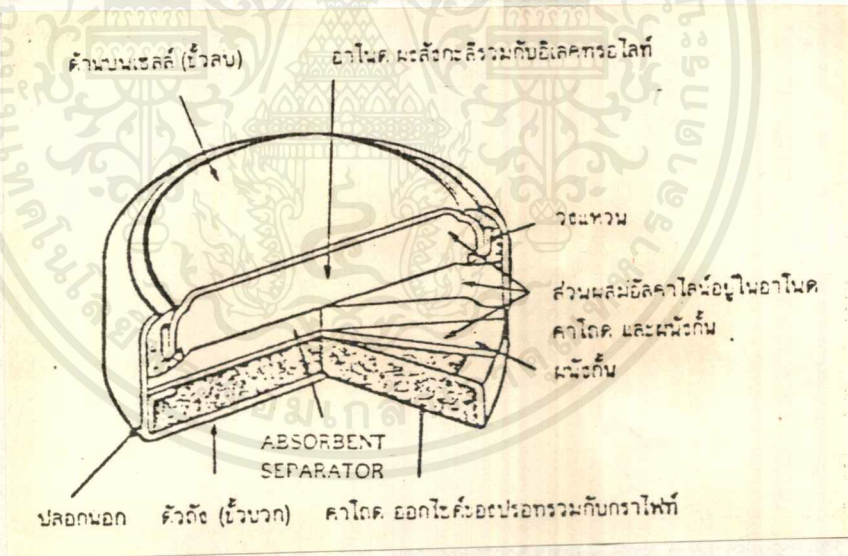 ด้านบนเซลล์ (ขั้วลบ)
อาโนด ผงสังกะสีรวมกับอิเลคทรอไลท์
วงแหวน
ส่วนผสมอัลคาไลน์อยู่ในอาโนด
คาโถด และผนังกั้น
ผนังกั้น
ABSORBENT
SEPARATOR
ปลอกนอก
ตัวถัง (ขั้วบวก)
คาโถด ออกไซด์ของปรอทรวมกับกราไฟท์